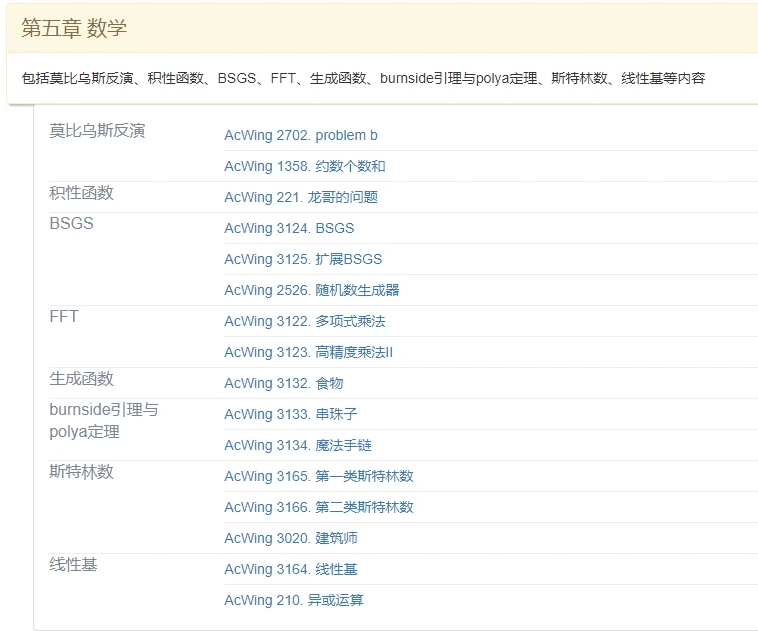 第五章 数学
包括莫比乌斯反演、积性函数、BSGS、FFT、生成函数、burnside引理与polya定理、斯特林数、线性基等内容
莫比乌斯反演
AcWing 2702. problem b
AcWing 1358. 约数个数和
积性函数
AcWing 221. 龙哥的问题
BSGS
AcWing 3124. BSGS
AcWing 3125. 扩展BSGS
AcWing 2526. 随机数生成器
FFT
AcWing 3122. 多项式乘法
AcWing 3123. 高精度乘法II
生成函数
AcWing 3132. 食物
burnside引理与
polya定理
AcWing 3133. 串珠子
AcWing 3134. 魔法手链
斯特林数
AcWing 3165. 第一类斯特林数
AcWing 3166. 第二类斯特林数
AcWing 3020. 建筑师
线性基
AcWing 3164. 线性基
AcWing 210. 异或运算